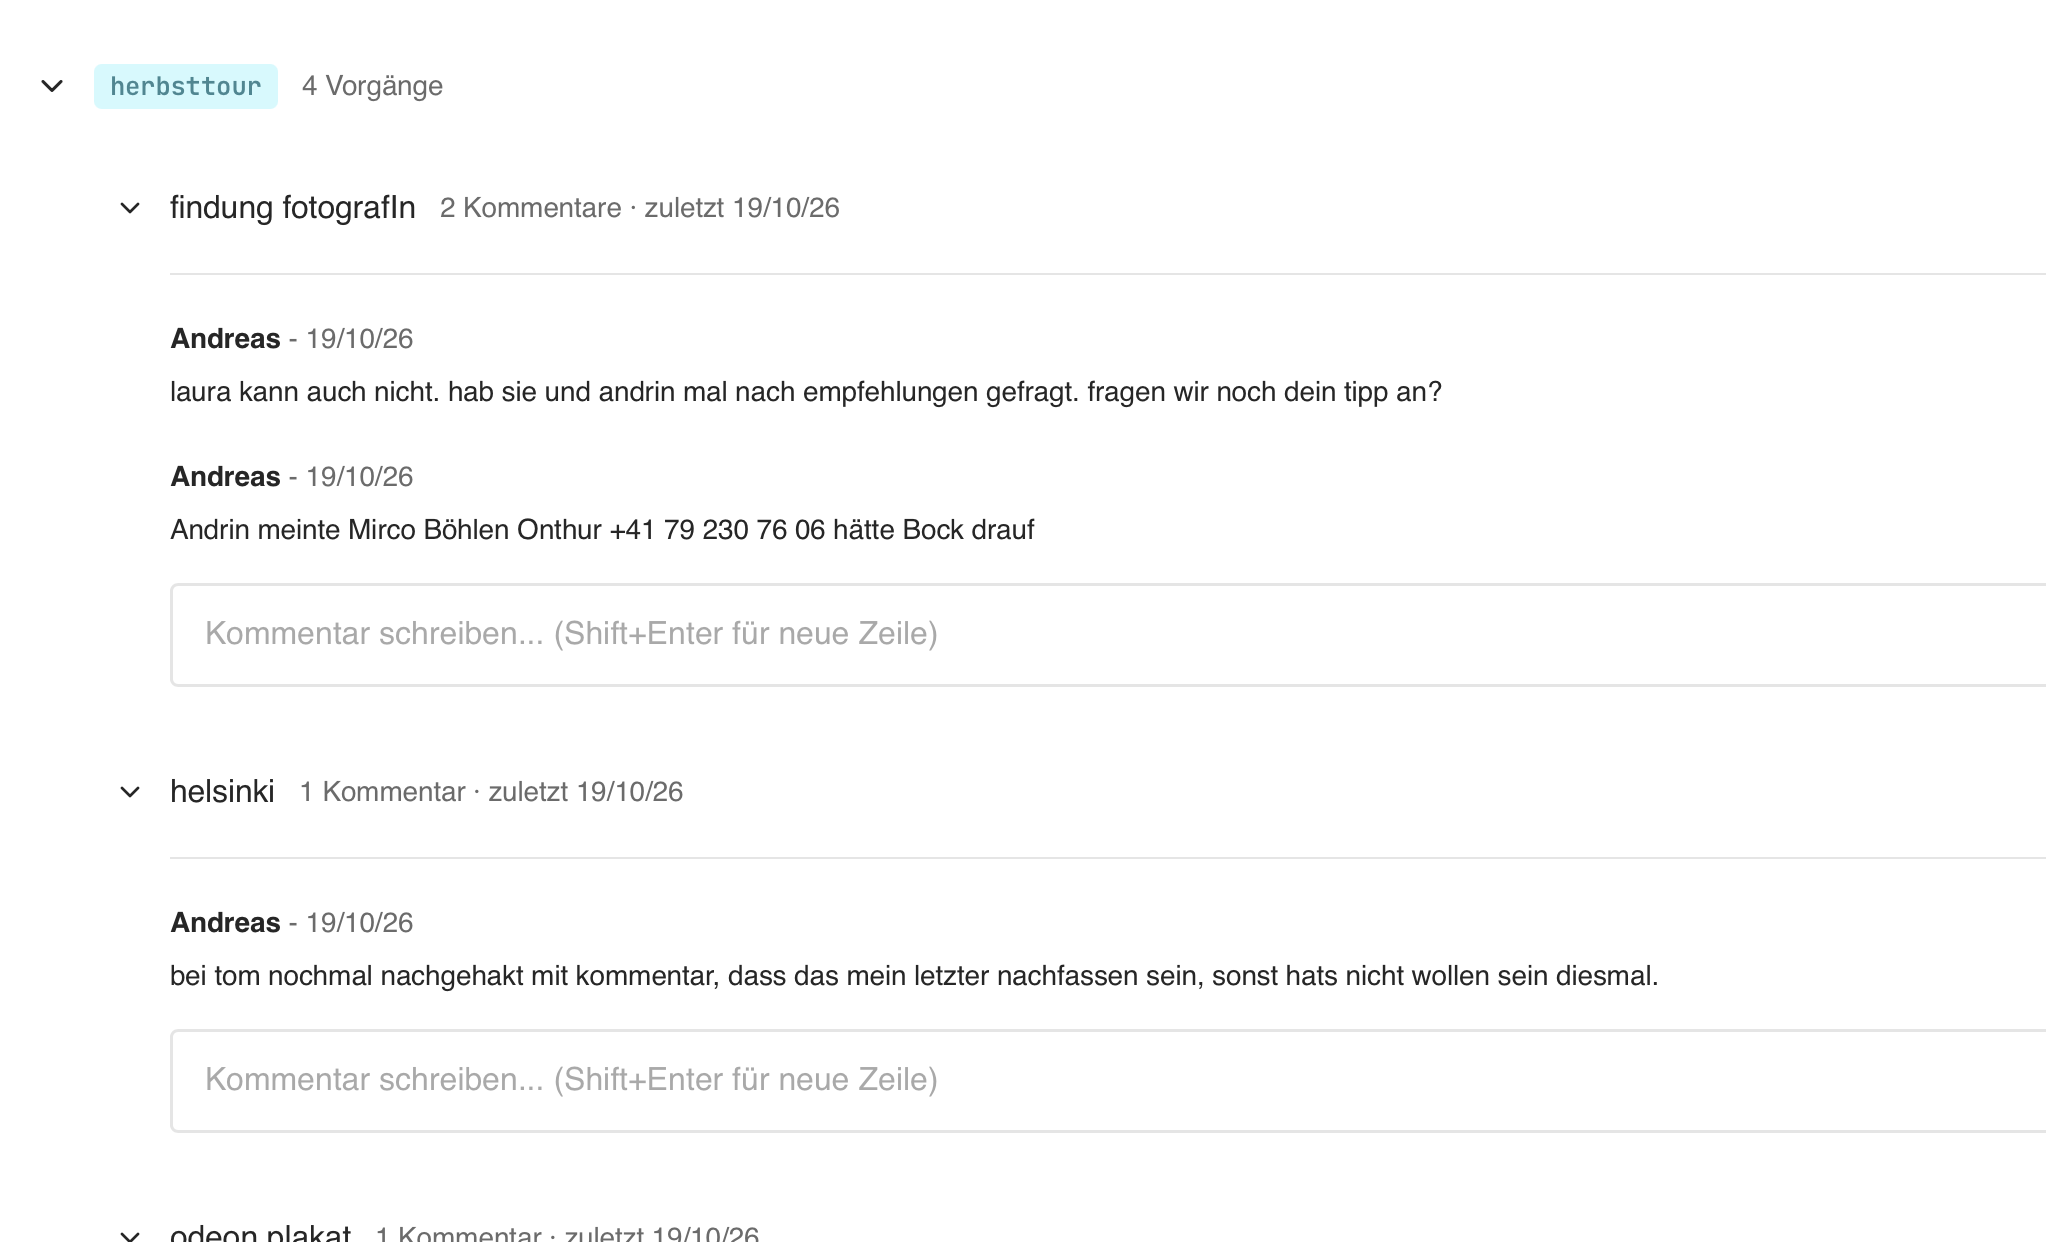 herbsttour 4 Vorgänge
findung fotografIn 2 Kommentare · zuletzt 19/10/26
Andreas - 19/10/26
laura kann auch nicht. hab sie und andrin mal nach empfehlungen gefragt. fragen wir noch dein tipp an?
Andreas - 19/10/26
Andrin meinte Mirco Böhlen Onthur +41 79 230 76 06 hätte Bock drauf
Kommentar schreiben... (Shift+Enter für neue Zeile)
helsinki 1 Kommentar · zuletzt 19/10/26
Andreas - 19/10/26
bei tom nochmal nachgehakt mit kommentar, dass das mein letzter nachfassen sein, sonst hats nicht wollen sein diesmal.
Kommentar schreiben... (Shift+Enter für neue Zeile)
odeon plakat 1 Kommentar · zuletzt 19/10/26